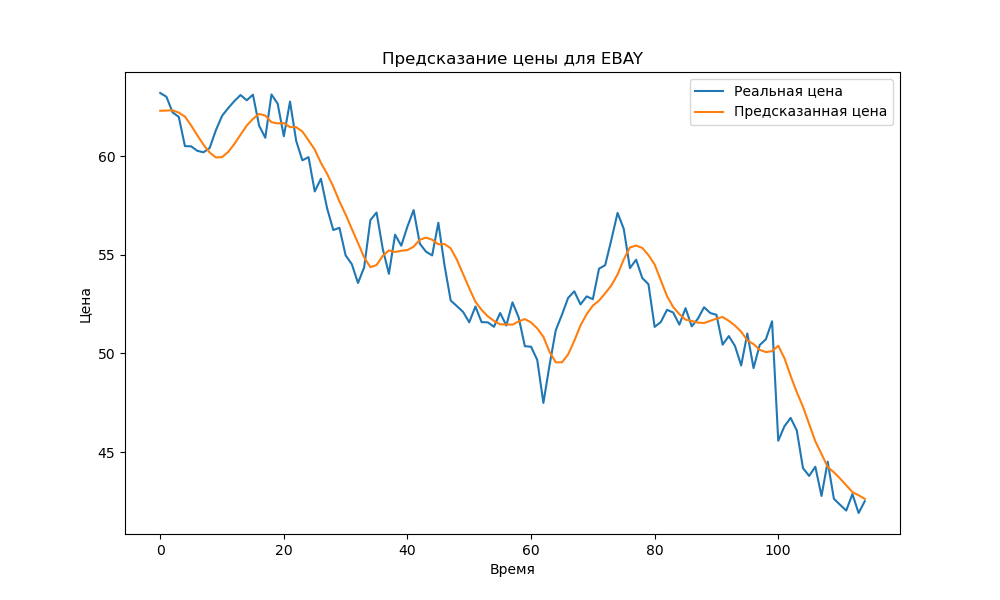 Предсказание цены для EBAY
Реальная цена
Предсказанная цена
Цена
60
55
50
45
0 20 40 60 80 100
Время